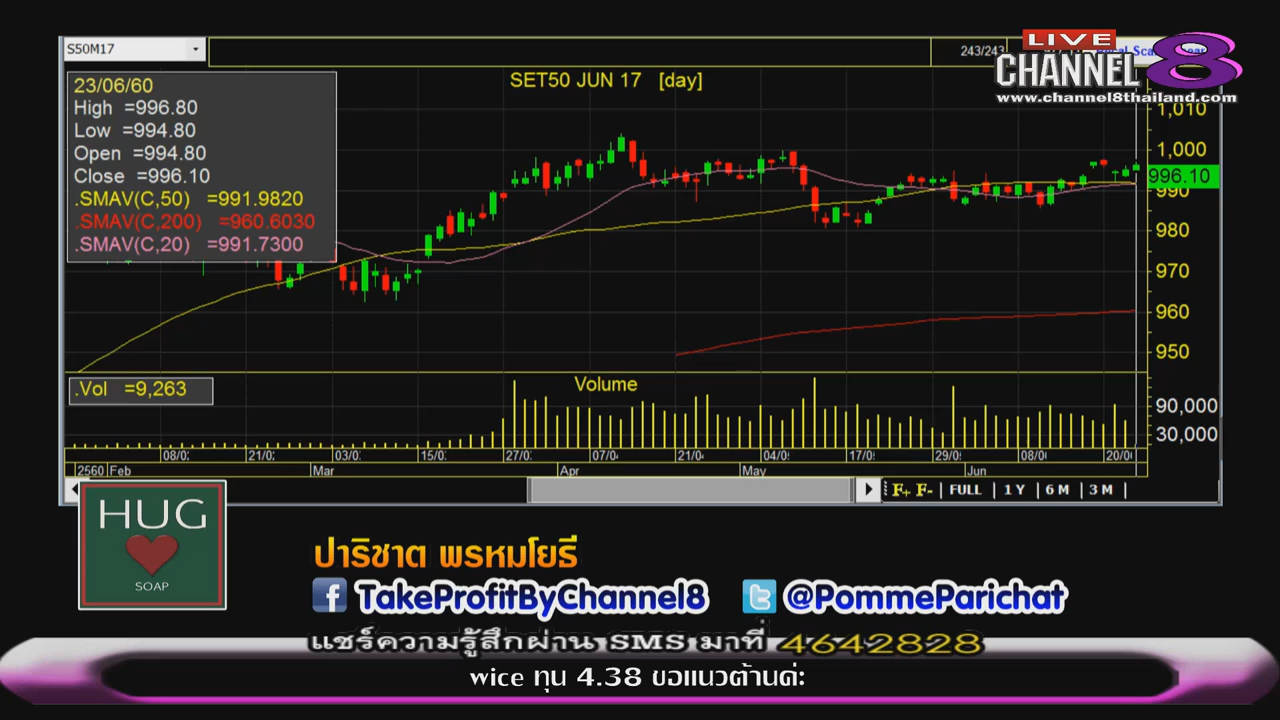 S50M17
243/243
LIVE
CHANNEL 8
www.channel8thailand.com
SET50 JUN 17 [day]
23/06/60
High =996.80
Low =994.80
Open =994.80
Close =996.10
.SMAV(C,50) =991.9820
.SMAV(C,200) =960.6030
.SMAV(C,20) =991.7300
1,010
1,000
996.10
990
980
970
960
950
.Vol =9,263
Volume
90,000
30,000
08/0 21/0 03/0 15/0 27/0 07/0 21/0 04/0 17/0 29/0 08/0 20/0
2560 Feb Mar Apr May Jun
F+ F- FULL 1 Y 6 M 3 M
HUG
SOAP
ปาริชาต พรหมโยธี
TakeProfitByChannel8 @PommeParichat
แชร์ความรู้สึกผ่าน SMS มาที่ 4642828
wice ทุน 4.38 ขอแนวต้านค่ะ